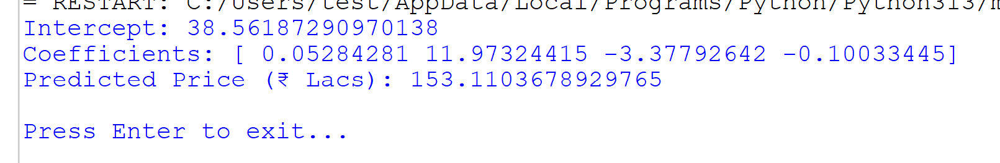 = RESTART: C:/Users/test/AppData/Local/Programs/Python/Python313/m
Intercept: 38.56187290970138
Coefficients: [ 0.05284281 11.97324415 -3.37792642 -0.10033445]
Predicted Price (₹ Lacs): 153.1103678929765
Press Enter to exit...